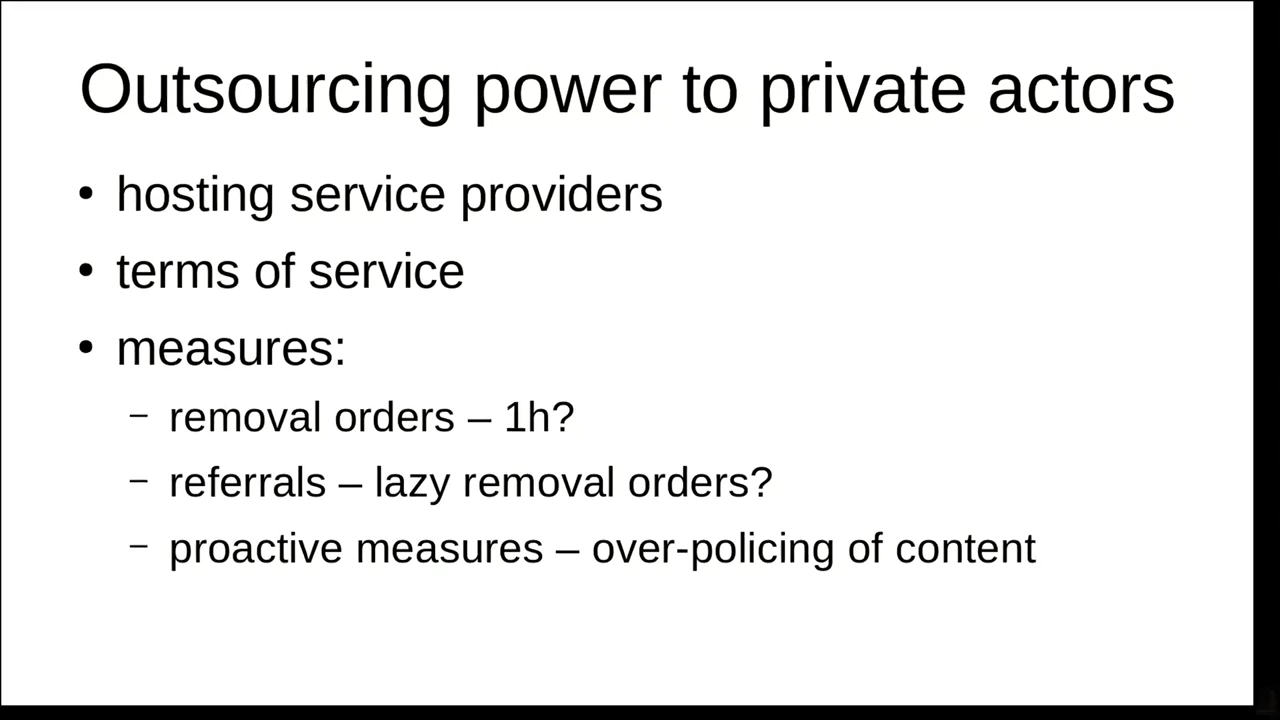 Outsourcing power to private actors
• hosting service providers
• terms of service
• measures:
– removal orders – 1h?
– referrals – lazy removal orders?
– proactive measures – over-policing of content